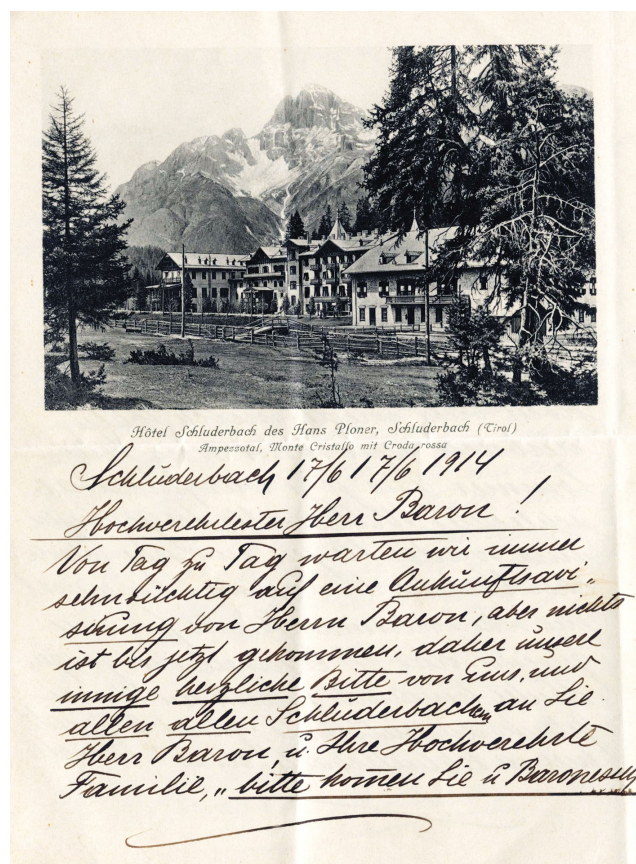 Hôtel Schluderbach des Hans Ploner, Schluderbach (Tirol)
Ampezzotal, Monte Cristallo mit Croda rossa
Schluderbach 17/6 17/6 1914
Hochverehrtester Herr Baron!
Von Tag zu Tag warten wir immer
sehnsüchtig auf eine Ankunftsavi„
sirung von Herrn Baron, aber nichts
ist bis jetzt gekommen, daher unsere
innige herzliche Bitte von uns, und
allen allen Schluderbachern an Sie
Herr Baron, u. Ihre Hochverehrte
Familie, „bitte komen Sie u Baronessen